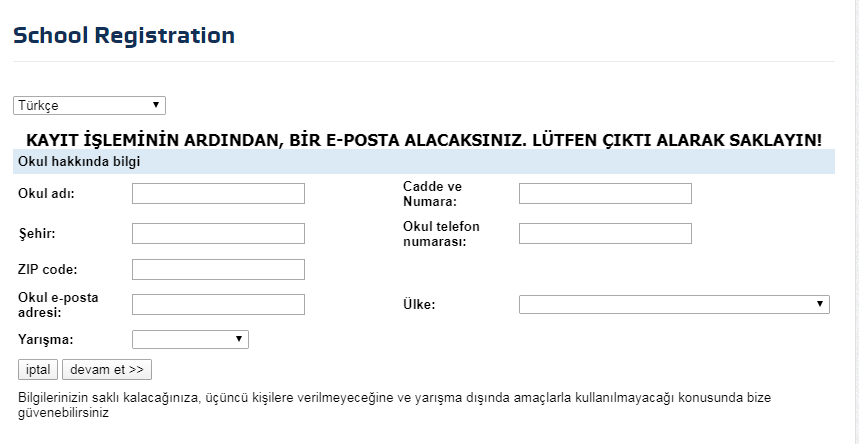 School Registration
Türkçe
KAYIT İŞLEMİNİN ARDINDAN, BİR E-POSTA ALACAKSINIZ. LÜTFEN ÇIKTI ALARAK SAKLAYIN!
Okul hakkında bilgi
Okul adı:
Cadde ve
Numara:
Şehir:
Okul telefon
numarası:
ZIP code:
Okul e-posta
adresi:
Ülke:
Yarışma:
iptal devam et >>
Bilgilerinizin saklı kalacağınıza, üçüncü kişilere verilmeyeceğine ve yarışma dışında amaçlarla kullanılmayacağı konusunda bize
güvenebilirsiniz